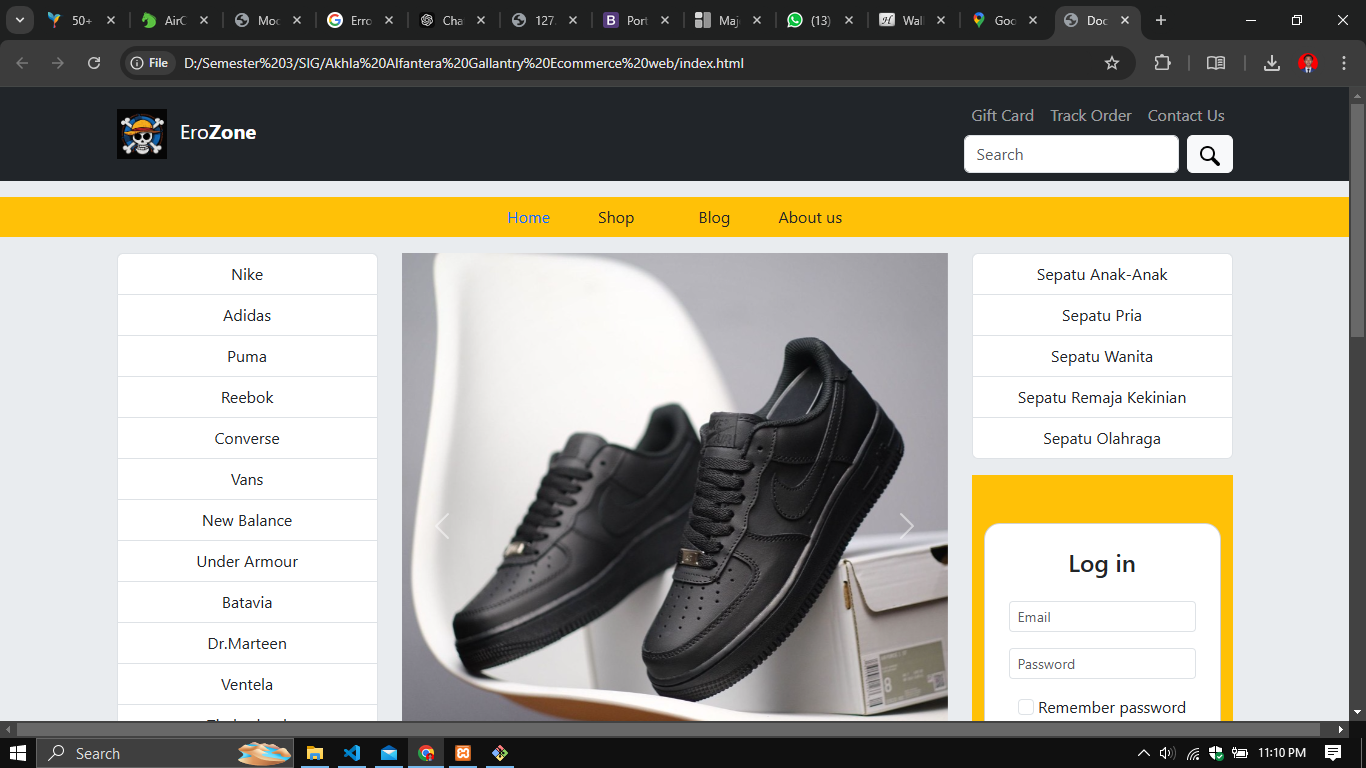 50+
AirC
Moc
Erro
Cha
127.
Port
Maj
(13)
Wal
Goo
Doc
File
D:/Semester%203/SIG/Akhla%20Alfantera%20Gallantry%20Ecommerce%20web/index.html
Gift Card Track Order Contact Us
EroZone
Search
Home Shop Blog About us
Nike
Adidas
Puma
Reebok
Converse
Vans
New Balance
Under Armour
Batavia
Dr.Marteen
Ventela
Sepatu Anak-Anak
Sepatu Pria
Sepatu Wanita
Sepatu Remaja Kekinian
Sepatu Olahraga
8
Log in
Email
Password
Remember password
Search
11:10 PM